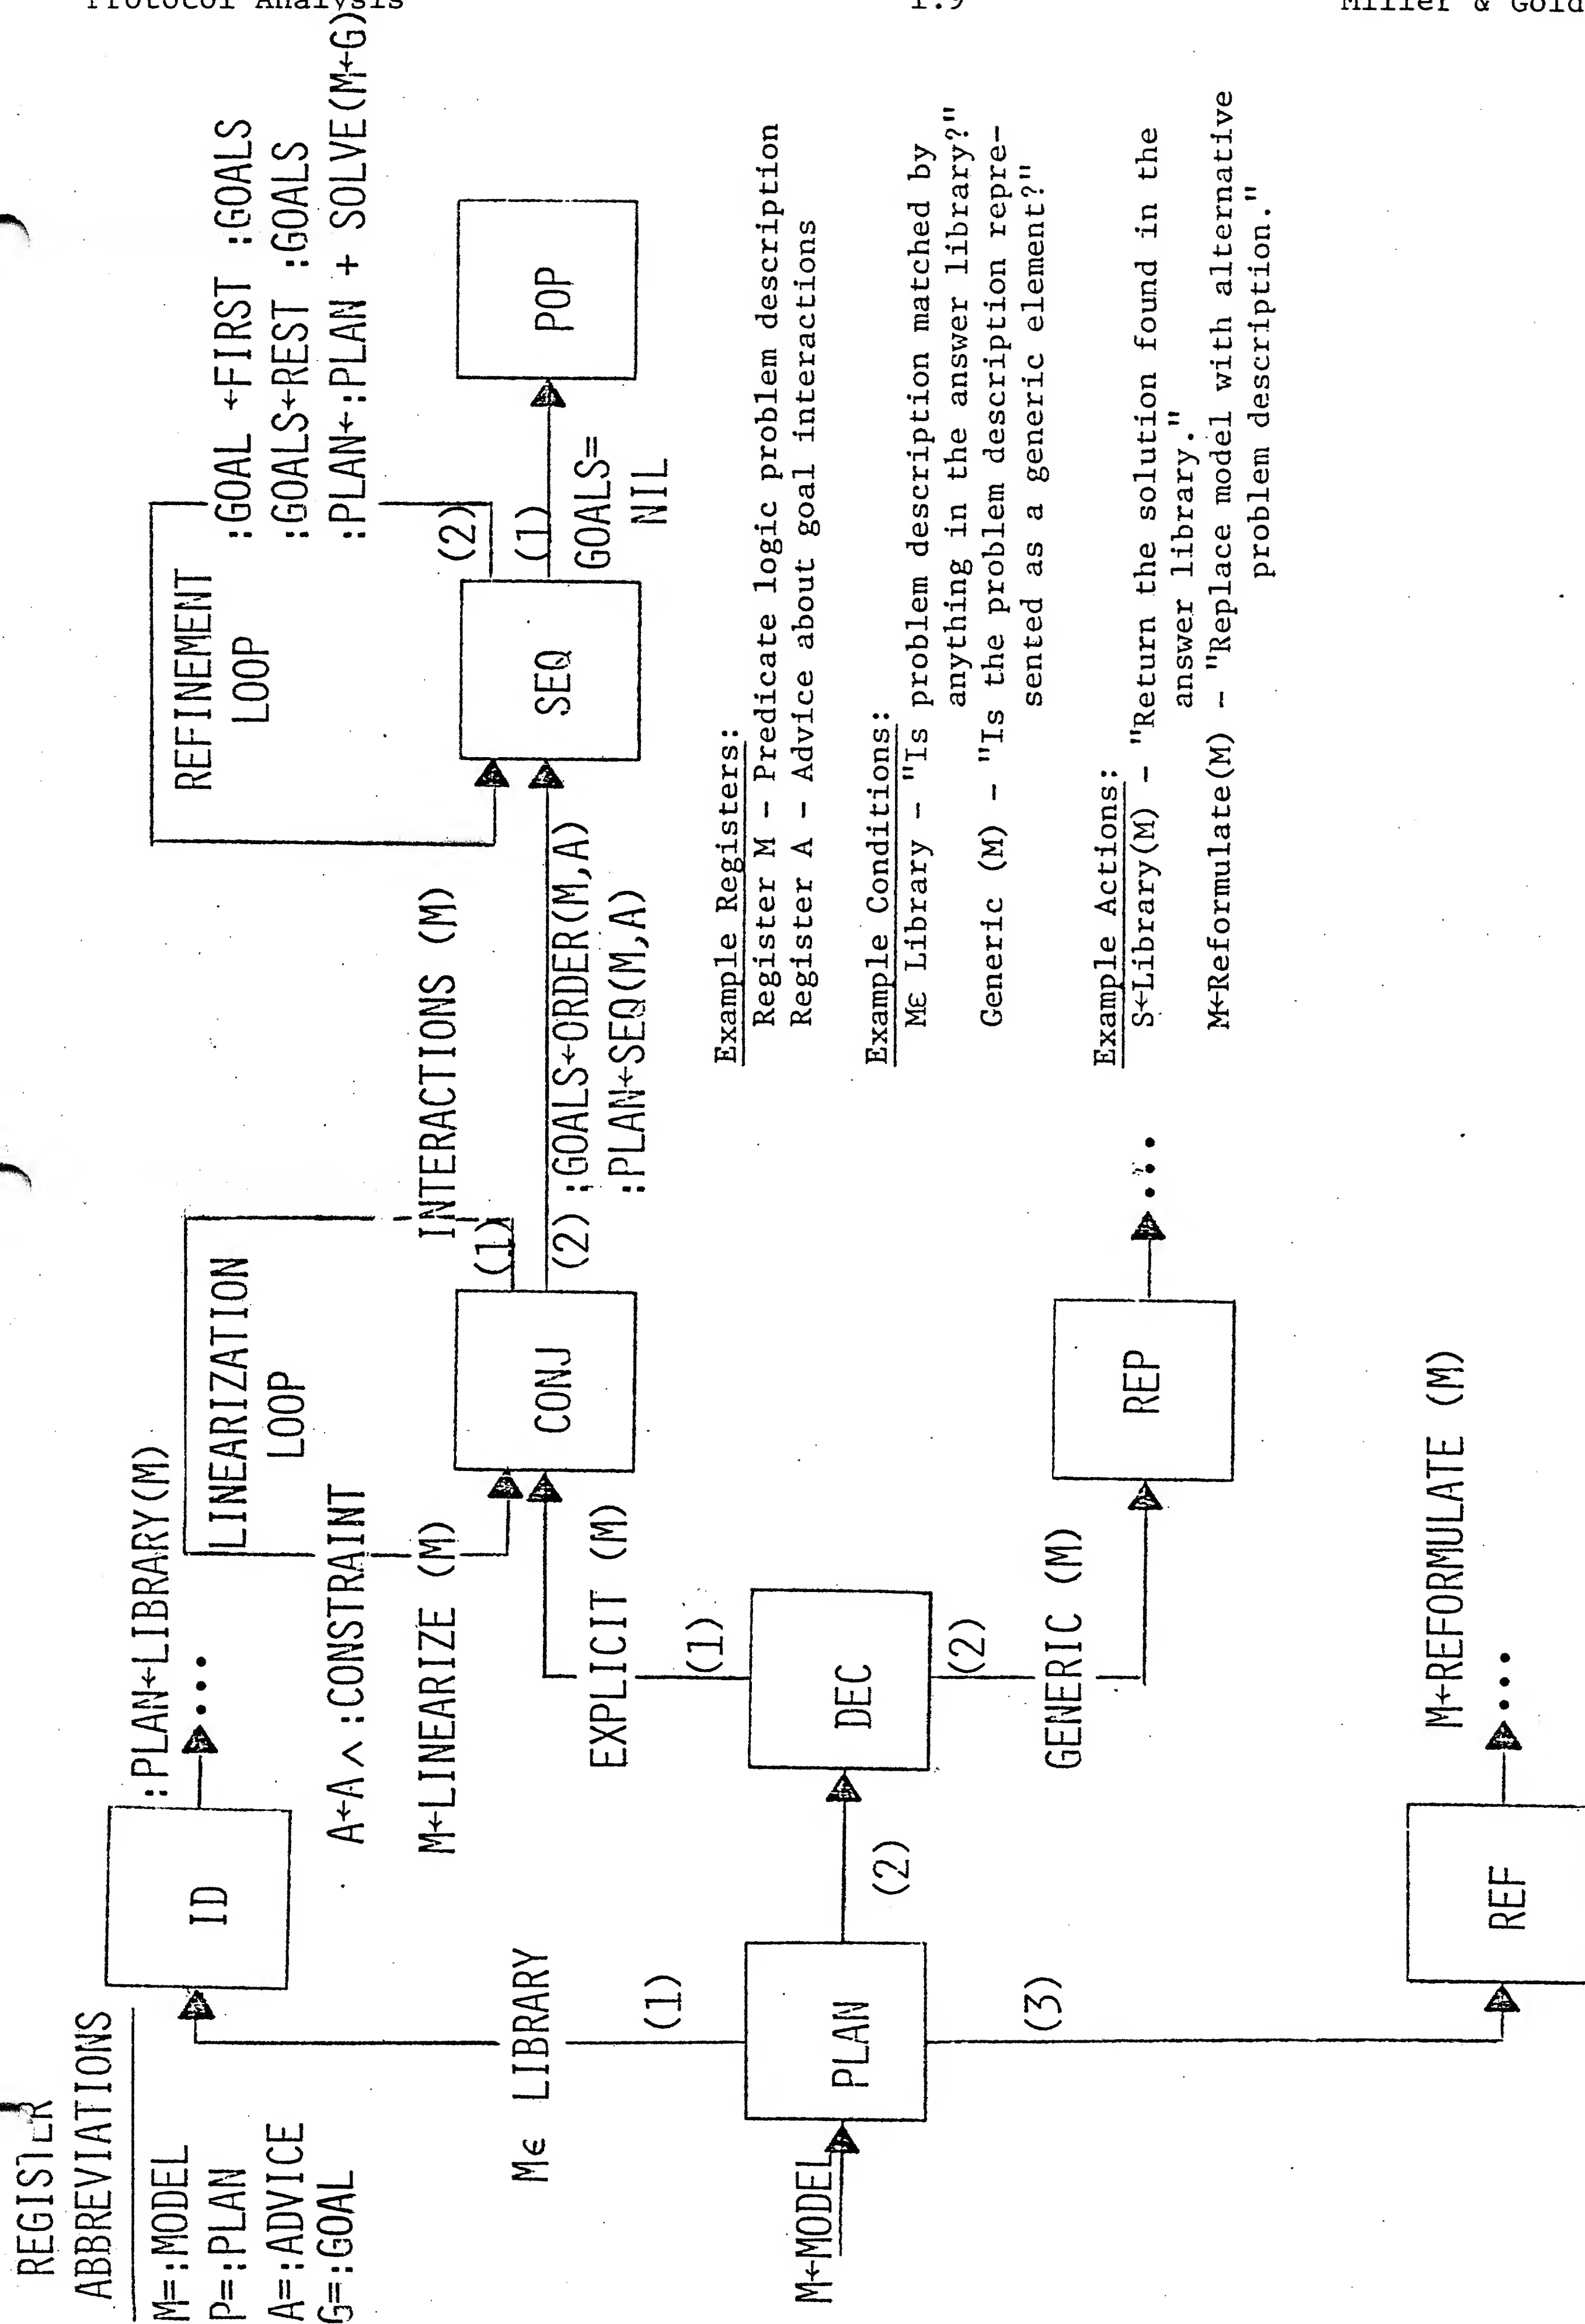 Protocol Analysis
1.9
Miller & Gold
REGISTER
ABBREVIATIONS
M=:MODEL
P=:PLAN
A=:ADVICE
G=:GOAL
M←MODEL
PLAN
(1)
Mϵ LIBRARY
ID
:PLAN←LIBRARY(M)
...
(2)
DEC
(3)
REF
M←REFORMULATE (M)
...
(1)
EXPLICIT (M)
(2)
GENERIC (M)
REP
...
CONJ
LINEARIZATION
LOOP
(1)
INTERACTIONS (M)
A←A ∧ :CONSTRAINT
M←LINEARIZE (M)
(2) :GOALS←ORDER(M,A)
:PLAN←SEQ(M,A)
SEQ
REFINEMENT
LOOP
(2)
:GOAL ←FIRST :GOALS
:GOALS←REST :GOALS
:PLAN←:PLAN + SOLVE(M←G)
(1)
GOALS=
NIL
POP
Example Registers:
Register M - Predicate logic problem description
Register A - Advice about goal interactions
Example Conditions:
Mε Library - "Is problem description matched by
anything in the answer library?"
Generic (M) - "Is the problem description repre-
sented as a generic element?"
Example Actions:
S←Library(M) - "Return the solution found in the
answer library."
M←Reformulate(M) - "Replace model with alternative
problem description."